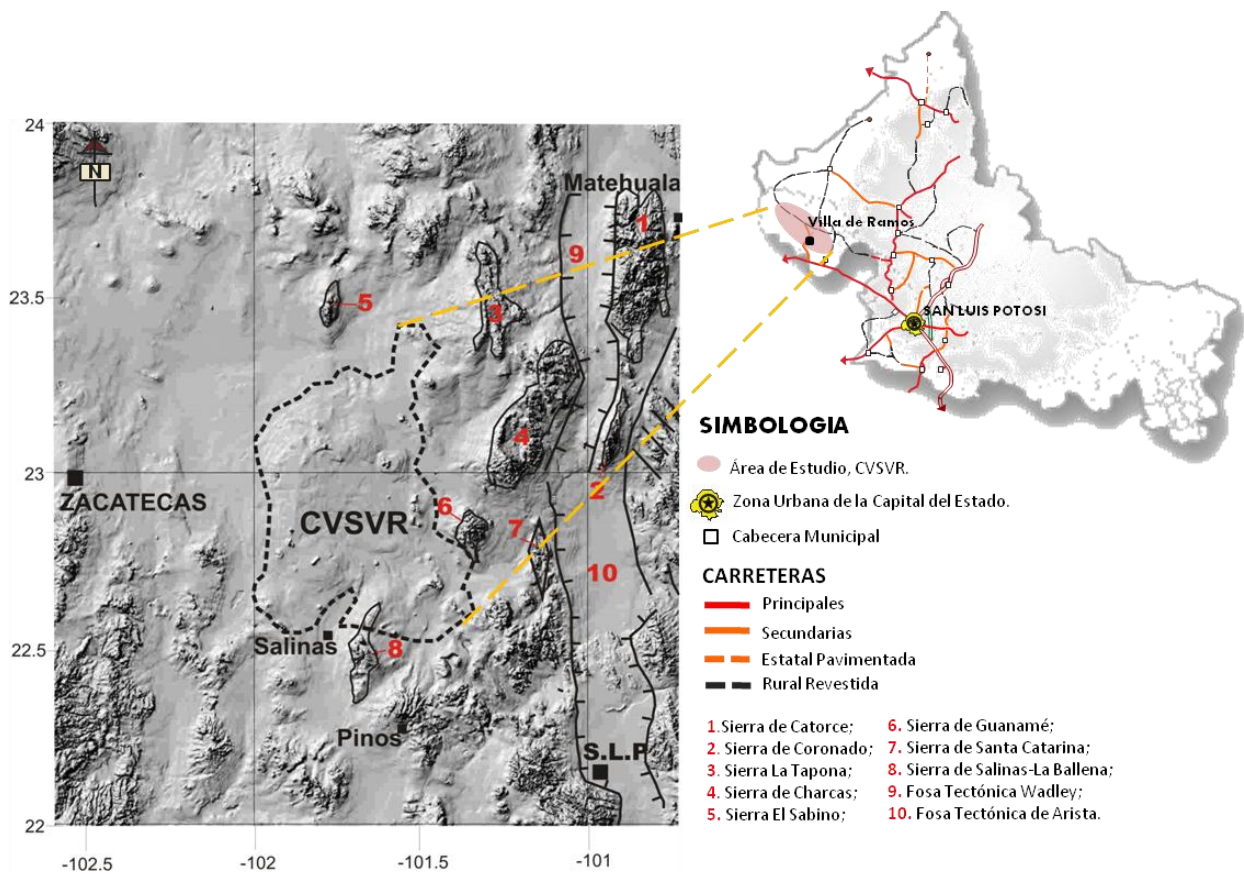 24
23.5
23
22.5
22
-102.5
-102
-101.5
-101
N
Matehuala
1
9
5
3
4
ZACATECAS
CVSVR
6
2
7
10
Salinas
8
Pinos
S.L.P
Villa de Ramos
SAN LUIS POTOSI
SIMBOLOGIA
Área de Estudio, CVSVR.
Zona Urbana de la Capital del Estado.
Cabecera Municipal
CARRETERAS
Principales
Secundarias
Estatal Pavimentada
Rural Revestida
1.Sierra de Catorce;
2. Sierra de Coronado;
3. Sierra La Tapona;
4. Sierra de Charcas;
5. Sierra El Sabino;
6. Sierra de Guanamé;
7. Sierra de Santa Catarina;
8. Sierra de Salinas-La Ballena;
9. Fosa Tectónica Wadley;
10. Fosa Tectónica de Arista.